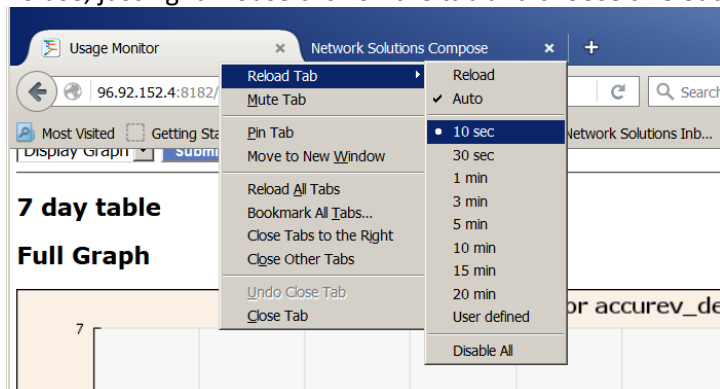 Usage Monitor × Network Solutions Compose × +
96.92.152.4:8182/ Search
Most Visited Getting Sta Network Solutions Inb...
Display Graph Submi
7 day table
Full Graph
or accurev_de
7
Reload Tab
Mute Tab
Pin Tab
Move to New Window
Reload All Tabs
Bookmark All Tabs...
Close Tabs to the Right
Close Other Tabs
Undo Close Tab
Close Tab
Reload
✓ Auto
• 10 sec
30 sec
1 min
3 min
5 min
10 min
15 min
20 min
User defined
Disable All